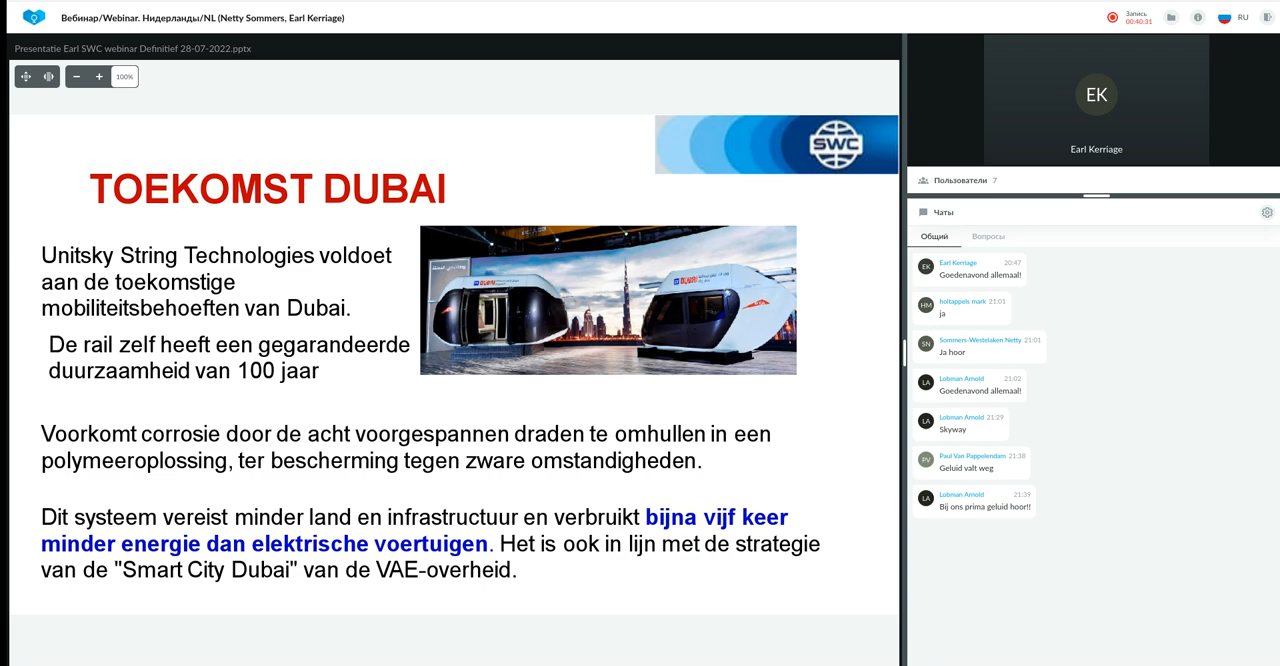 Вебинар/Webinar. Нидерланды/NL (Netty Sommers, Earl Kerriage)
Запись
00:40:31
RU
Presentatie Earl SWC webinar Definitief 28-07-2022.pptx
100%
SWC
TOEKOMST DUBAI
Unitsky String Technologies voldoet
aan de toekomstige
mobiliteitsbehoeften van Dubai.
De rail zelf heeft een gegarandeerde
duurzaamheid van 100 jaar
Voorkomt corrosie door de acht voorgespannen draden te omhullen in een
polymeeroplossing, ter bescherming tegen zware omstandigheden.
Dit systeem vereist minder land en infrastructuur en verbruikt bijna vijf keer
minder energie dan elektrische voertuigen. Het is ook in lijn met de strategie
van de "Smart City Dubai" van de VAE-overheid.
EK
Earl Kerriage
Пользователи 7
Чаты
Общий Вопросы
EK Earl Kerriage 20:47
Goedenavond allemaal!
HM holtappels mark 21:01
ja
SN Sommers-Westelaken Netty 21:01
Ja hoor
LA Lobman Arnold 21:02
Goedenavond allemaal!
LA Lobman Arnold 21:29
Skyway
PV Paul Van Pappelendam 21:38
Geluid valt weg
LA Lobman Arnold 21:39
Bij ons prima geluid hoor!!